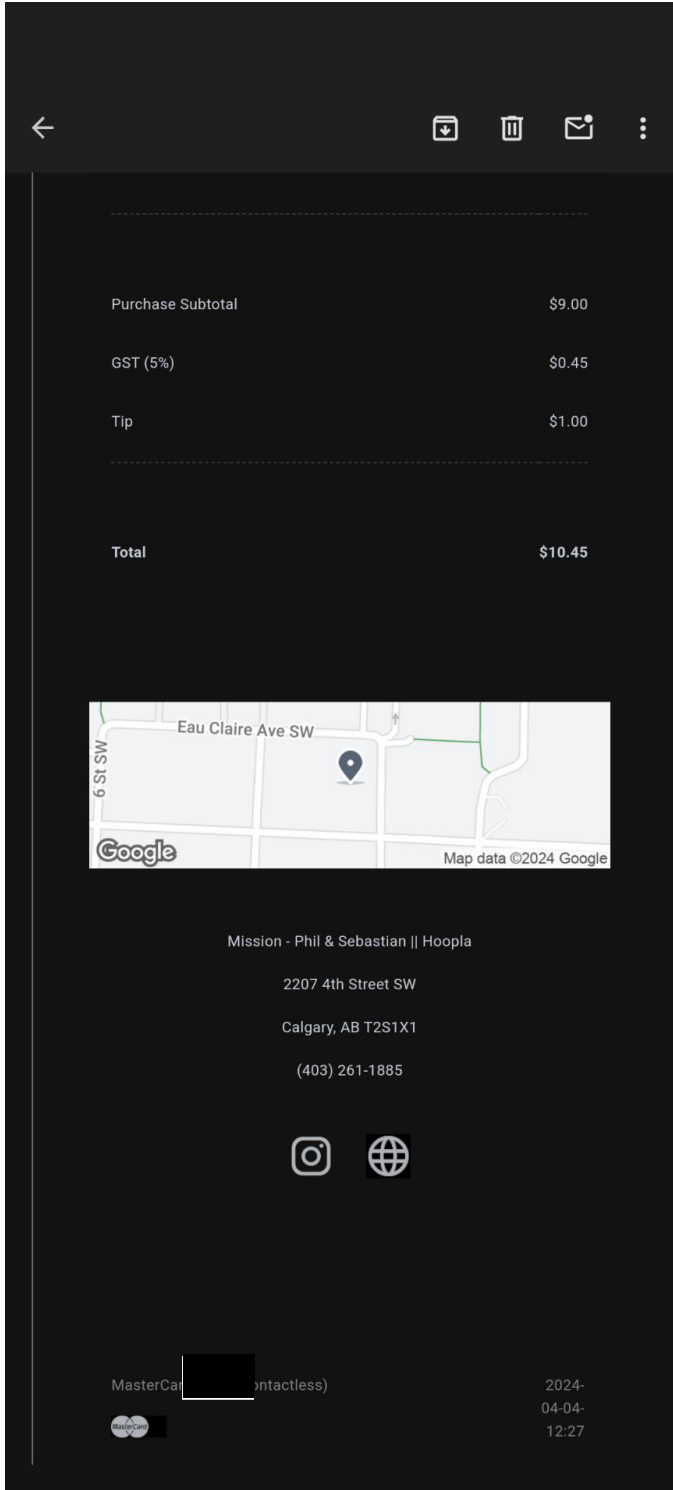 Purchase Subtotal $9.00
GST (5%) $0.45
Tip $1.00
Total $10.45
Eau Claire Ave SW
6 St SW
Google
Map data ©2024 Google
Mission - Phil & Sebastian || Hoopla
2207 4th Street SW
Calgary, AB T2S1X1
(403) 261-1885
MasterCar ontactless) 2024-
04-04-
MasterCard 12:27